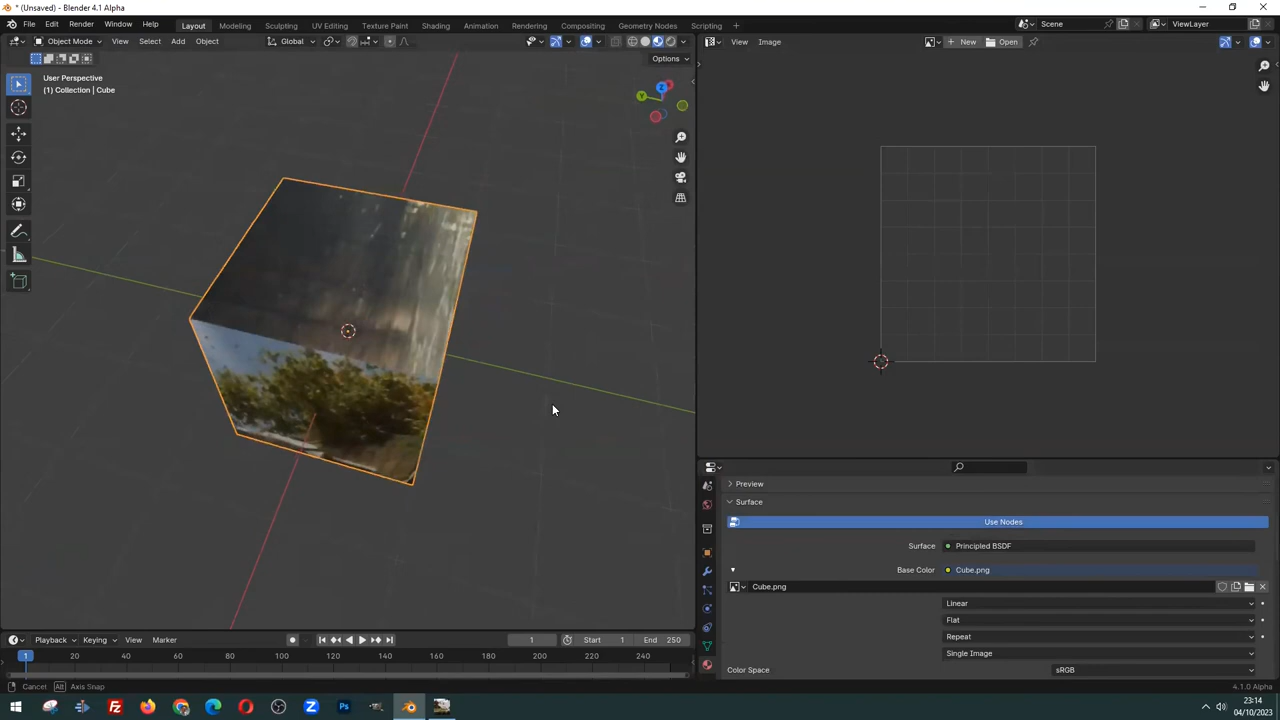 * (Unsaved) - Blender 4.1 Alpha
File Edit Render Window Help Layout Modeling Sculpting UV Editing Texture Paint Shading Animation Rendering Compositing Geometry Nodes Scripting + Scene ViewLayer
Object Mode View Select Add Object Global View Image New Open
Options
User Perspective
(1) Collection | Cube
Z
Y
Preview
Surface
Use Nodes
Surface Principled BSDF
Base Color Cube.png
Cube.png
Linear
Flat
Repeat
Single Image
Color Space sRGB
Playback Keying View Marker 1 Start 1 End 250
1 20 40 60 80 100 120 140 160 180 200 220 240
Cancel Alt Axis Snap 4.1.0 Alpha
23:14
04/10/2023